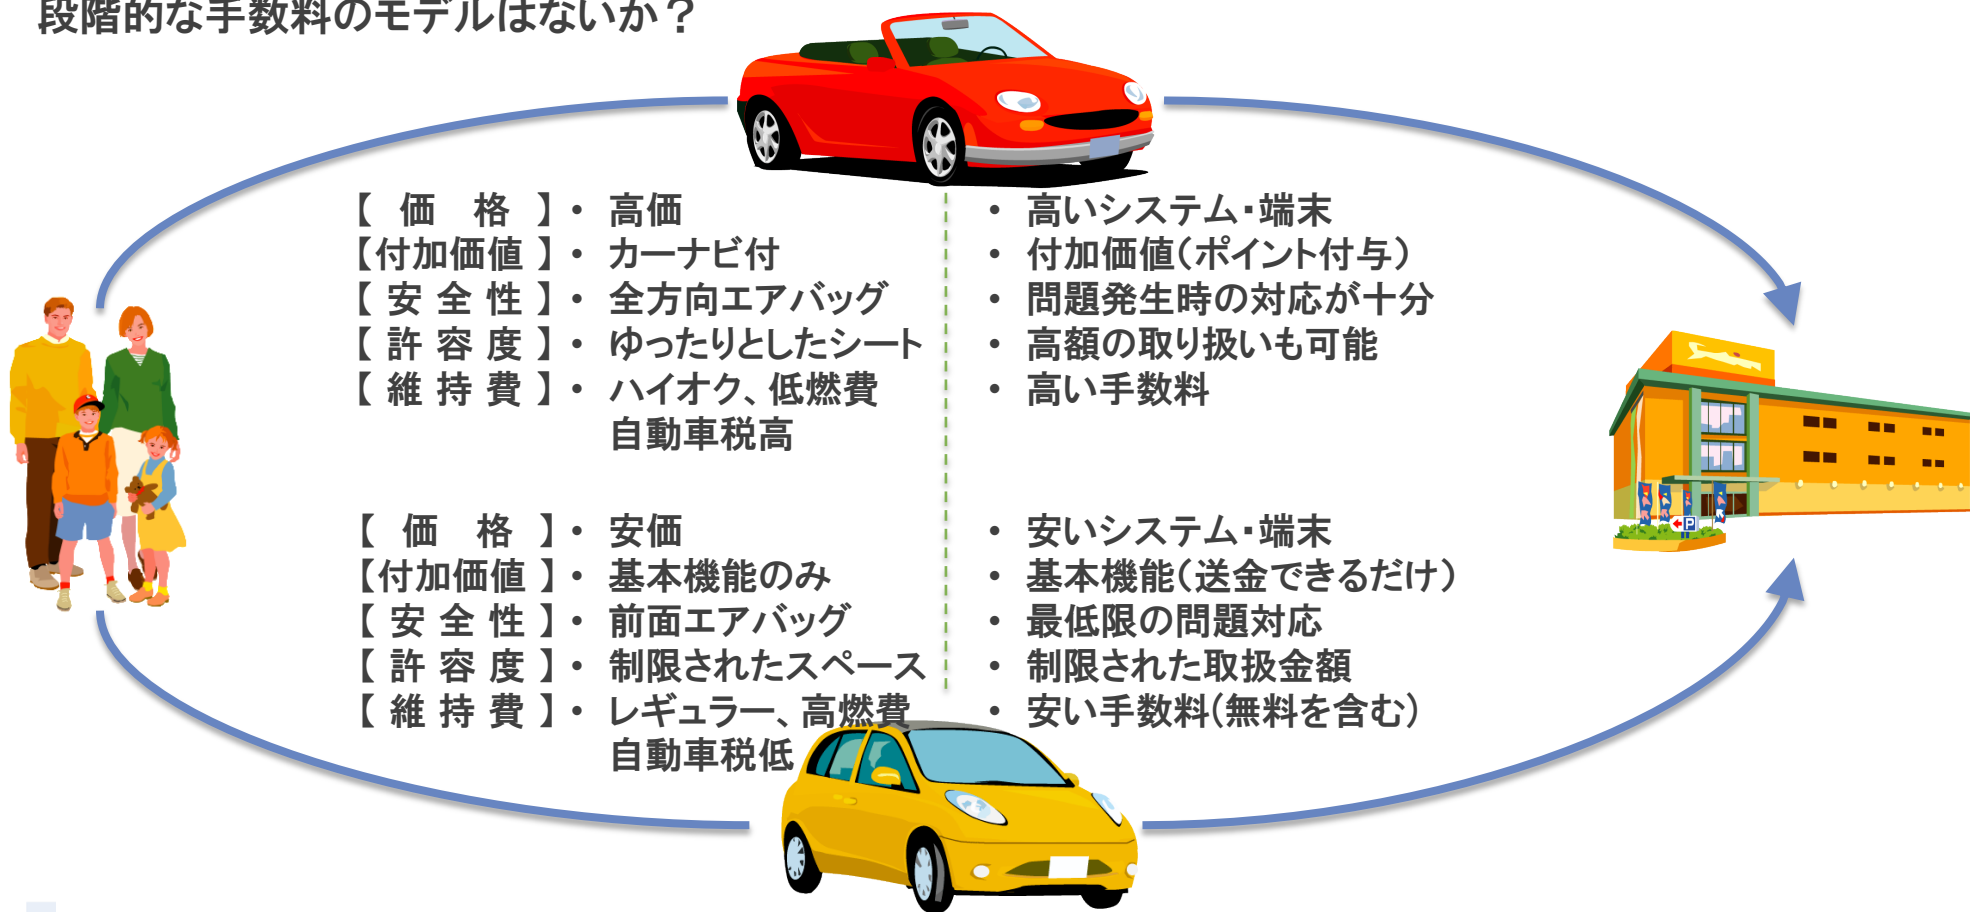 段階的な手数料のモデルはないか？
【　価　格　】・ 高価
【付加価値 】・ カーナビ付
【 安 全 性 】・ 全方向エアバッグ
【 許 容 度 】・ ゆったりとしたシート
【 維 持 費 】・ ハイオク、低燃費
自動車税高
・ 高いシステム・端末
・ 付加価値（ポイント付与）
・ 問題発生時の対応が十分
・ 高額の取り扱いも可能
・ 高い手数料
【　価　格　】・ 安価
【付加価値 】・ 基本機能のみ
【 安 全 性 】・ 前面エアバッグ
【 許 容 度 】・ 制限されたスペース
【 維 持 費 】・ レギュラー、高燃費
自動車税低
・ 安いシステム・端末
・ 基本機能（送金できるだけ）
・ 最低限の問題対応
・ 制限された取扱金額
・ 安い手数料（無料を含む）
P